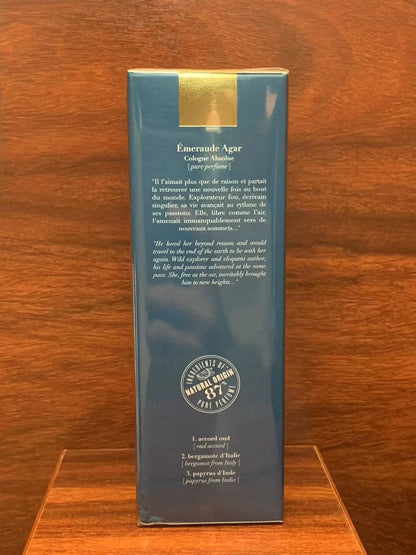 Émeraude Agar
Cologne Absolue
[ pure perfume ]
"Il l'aimait plus que de raison et partait
la retrouver une nouvelle fois au bout
du monde. Explorateur fou, écrivain
singulier, sa vie avançait au rythme de
ses passions. Elle, libre comme l'air,
l'amenait immanquablement vers de
nouveaux sommets..."
"He loved her beyond reason and would
travel to the end of the earth to be with her
again. Wild explorer and eloquent author,
his life and passions advanced at the same
pace. She, free as the air, inevitably brought
him to new heights..."
INGREDIENTS OF
NATURAL ORIGIN
87%
PURE PERFUME
1. accord oud
[ oud accord ]
2. bergamote d'Italie
[ bergamot from Italy ]
3. papyrus d'Inde
[ papyrus from India ]